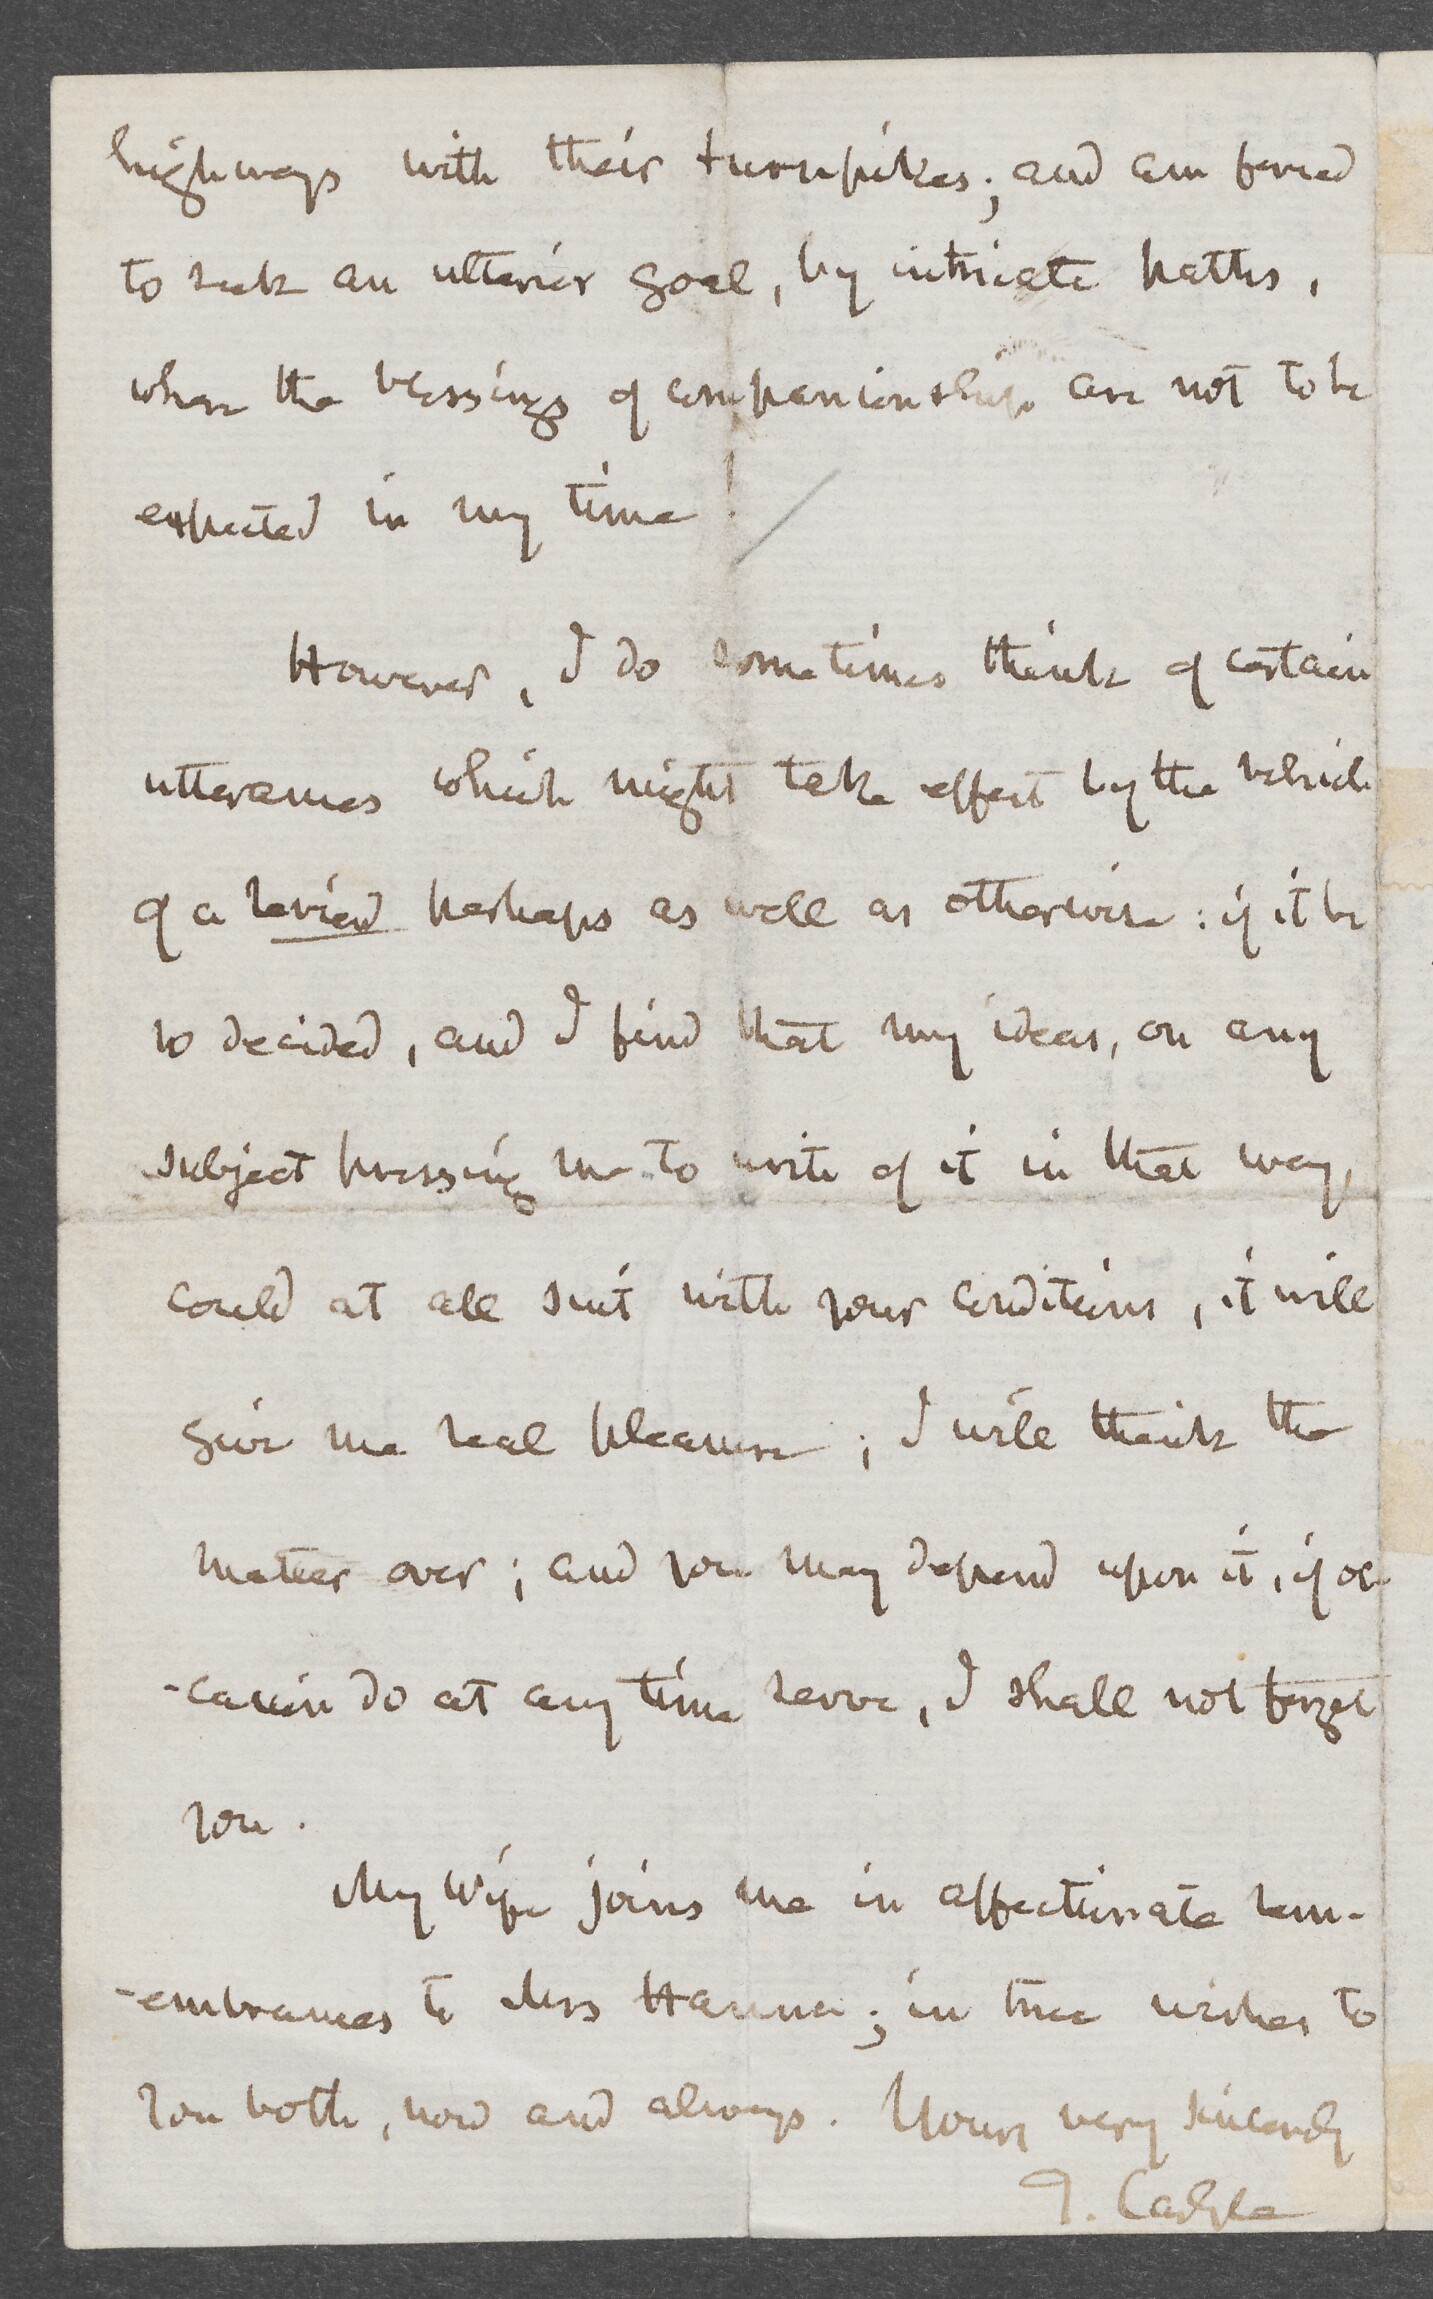 highways with their turnpikes; and am forced
to seek an ulterior goal, by intricate paths,
where the blessings of companionship are not to be
expected in my time!
However, I do sometimes think of certain
utterances which might take effect by the vehicle
of a review perhaps as well as otherwise: if it be
so decided, and I find that my ideas, on any
subject pressing me to write of it in that way,
could at all suit with your conditions, it will
give me real pleasure; I will think the
matter over; and you may depend upon it, if oc-
-casion do at any time serve, I shall not forget
you.
My Wife joins me in affectionate rem-
-embrances to Mrs Hanna; in true wishes to
you both, now and always. Yours very sincerely
T. Carlyle